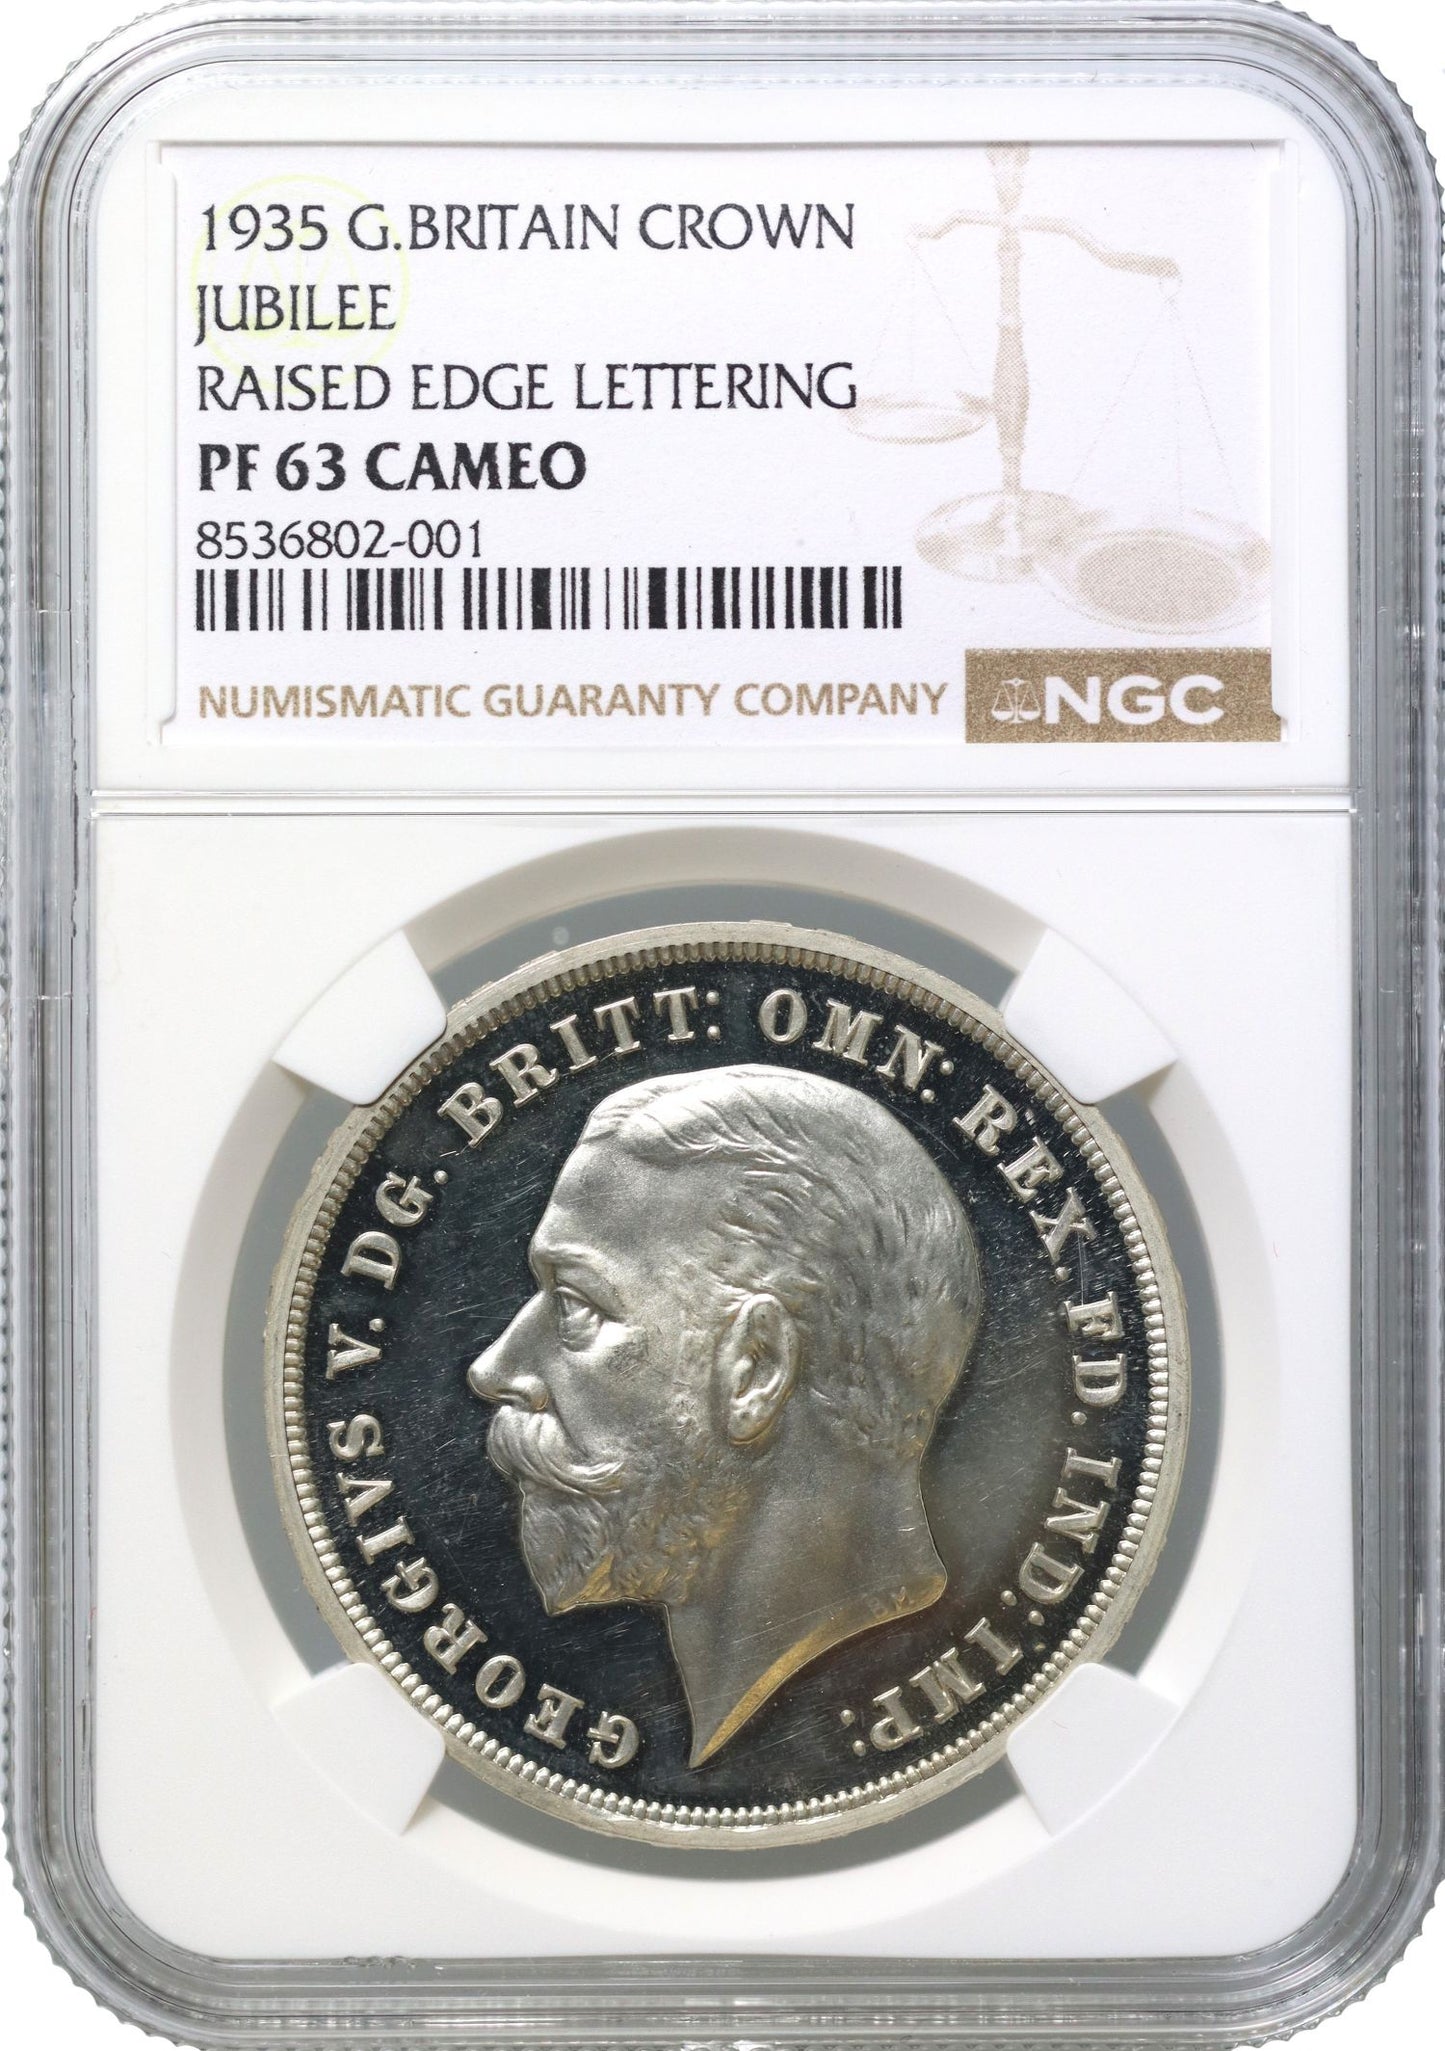 1935 G.BRITAIN CROWN
JUBILEE
RAISED EDGE LETTERING
PF 63 CAMEO
8536802-001
NUMISMATIC GUARANTY COMPANY
NGC
GEORGIVS V. DG. BRITT: OMN: REX. FD. IND: IMP:
BM